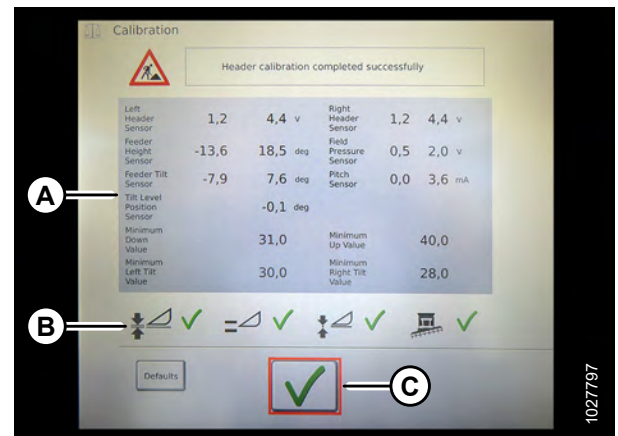 Calibration
Header calibration completed successfully
Left
Header
Sensor
1,2 4,4 v
Right
Header
Sensor
1,2 4,4 v
Feeder
Height
Sensor
-13,6 18,5 deg
Field
Pressure
Sensor
0,5 2,0 v
Feeder Tilt
Sensor
-7,9 7,6 deg
Pitch
Sensor
0,0 3,6 mA
Tilt Level
Position
Sensor
-0,1 deg
Minimum
Down
Value
31,0
Minimum
Up Value
40,0
Minimum
Left Tilt
Value
30,0
Minimum
Right Tilt
Value
28,0
A
B
Defaults
C
1027797